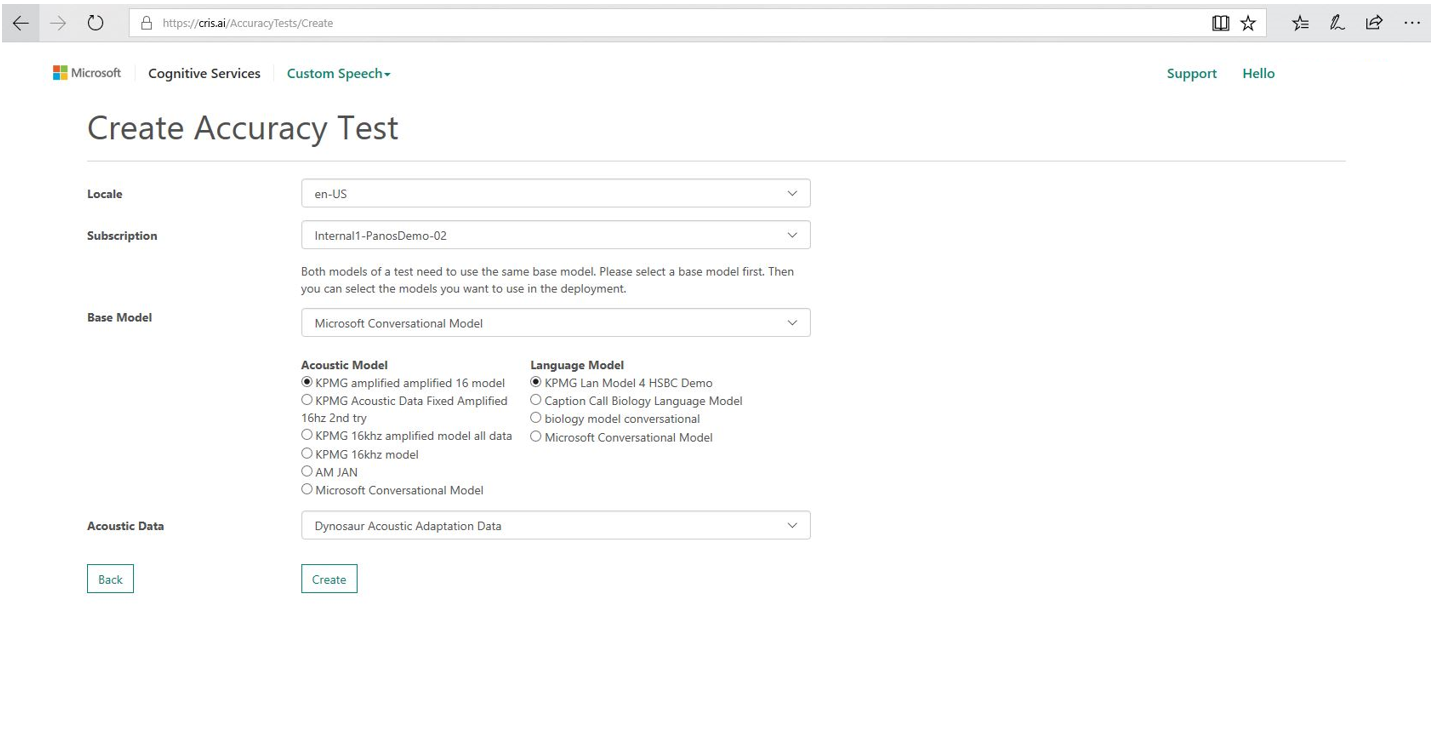 https://cris.ai/AccuracyTests/Create
Microsoft Cognitive Services Custom Speech Support Hello
Create Accuracy Test
Locale en-US
Subscription Internal1-PanosDemo-02
Both models of a test need to use the same base model. Please select a base model first. Then
you can select the models you want to use in the deployment.
Base Model Microsoft Conversational Model
Acoustic Model
KPMG amplified amplified 16 model
KPMG Acoustic Data Fixed Amplified
16hz 2nd try
KPMG 16khz amplified model all data
KPMG 16khz model
AM JAN
Microsoft Conversational Model
Language Model
KPMG Lan Model 4 HSBC Demo
Caption Call Biology Language Model
biology model conversational
Microsoft Conversational Model
Acoustic Data Dynosaur Acoustic Adaptation Data
Back Create